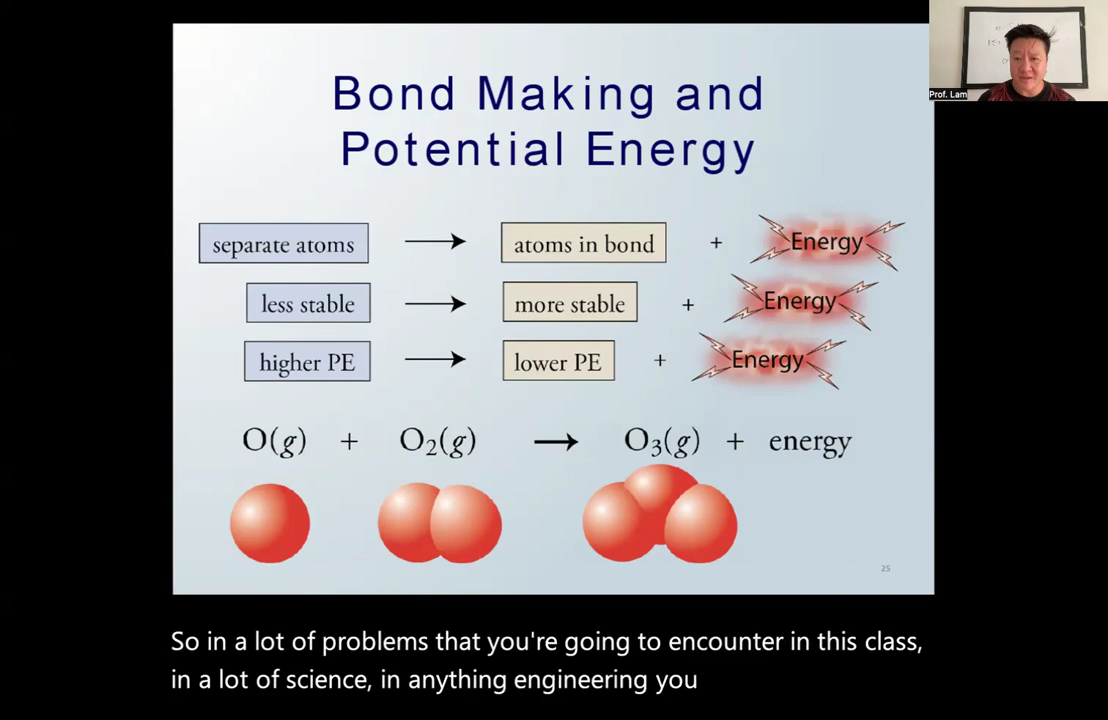 Prof. Lam
Bond Making and
Potential Energy
separate atoms → atoms in bond + Energy
less stable → more stable + Energy
higher PE → lower PE + Energy
O(g) + O₂(g) → O₃(g) + energy
25
So in a lot of problems that you're going to encounter in this class,
in a lot of science, in anything engineering you